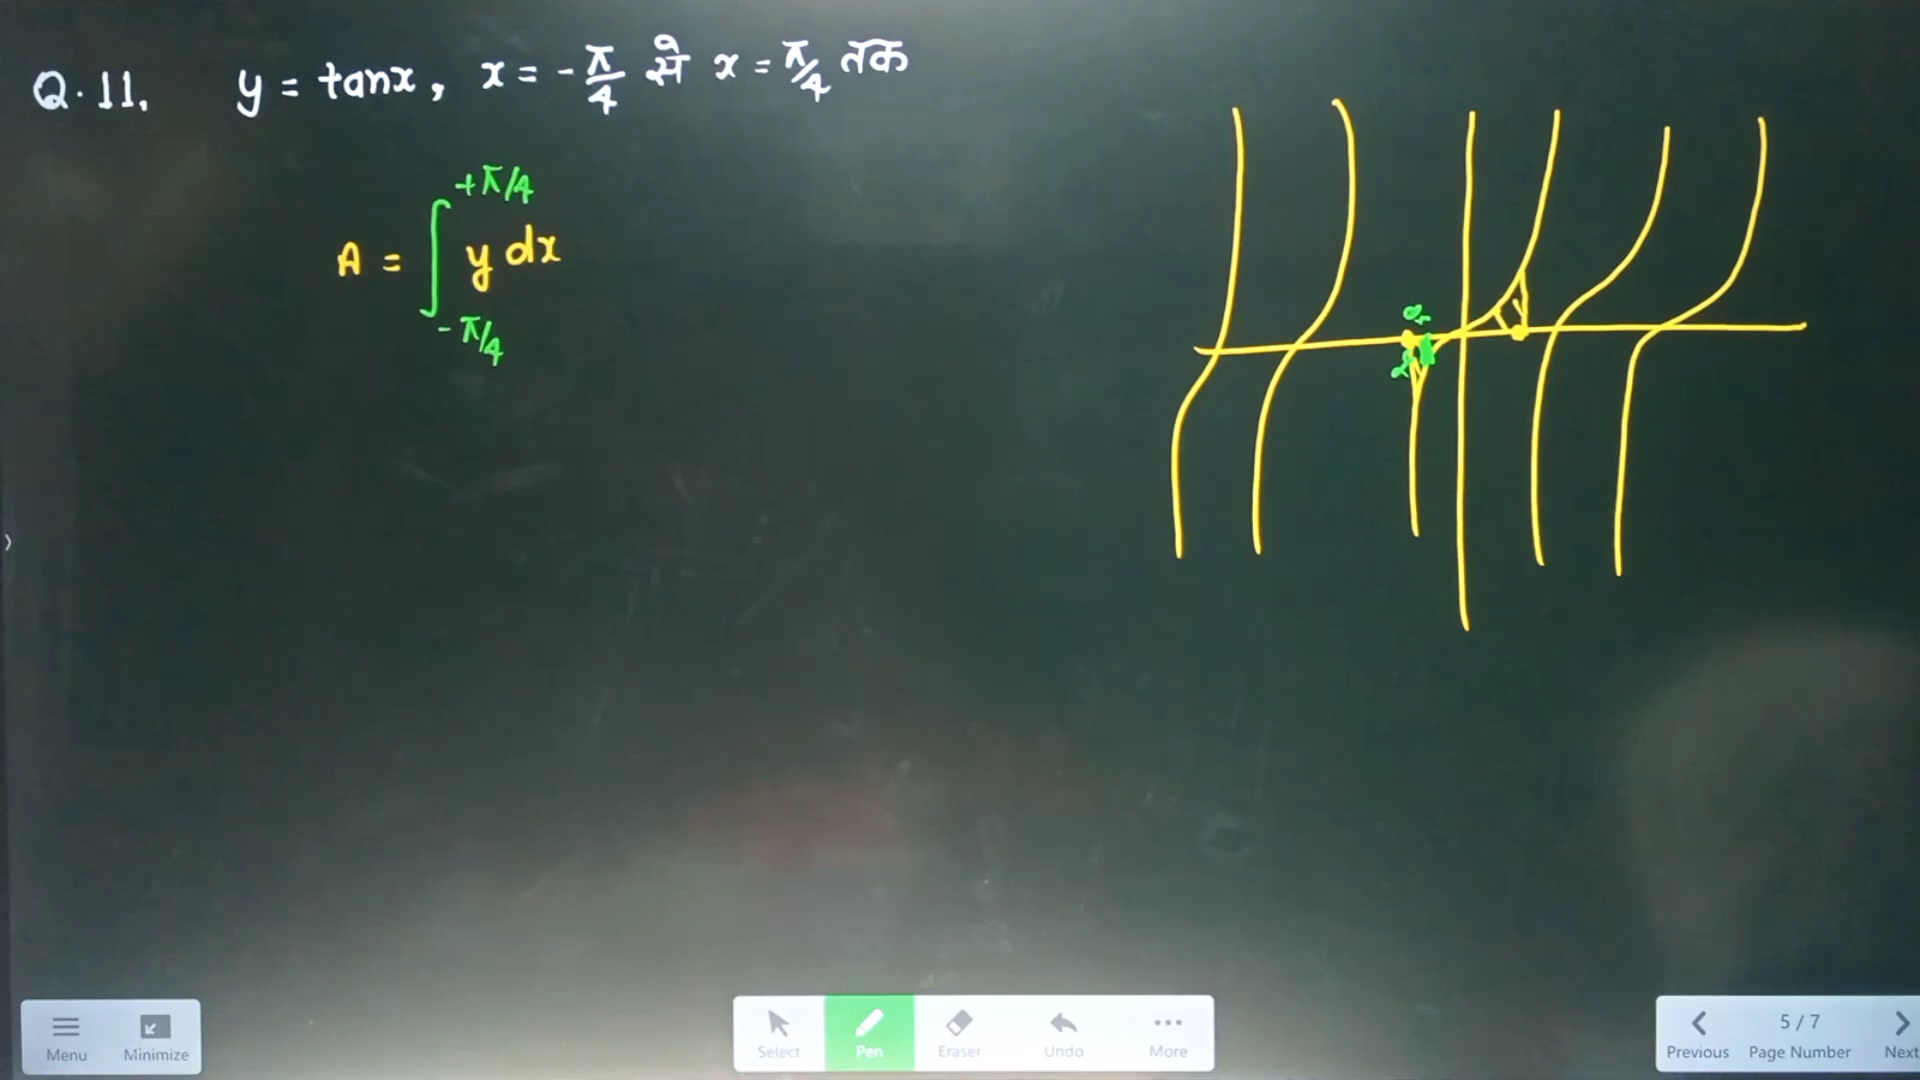 Q.11. y = tanx, x = -π/4 से x = π/4 तक
+π/4
A = ∫ y dx
-π/4
Menu Minimize Select Pen Eraser Undo More 5 / 7 Previous Page Number Next